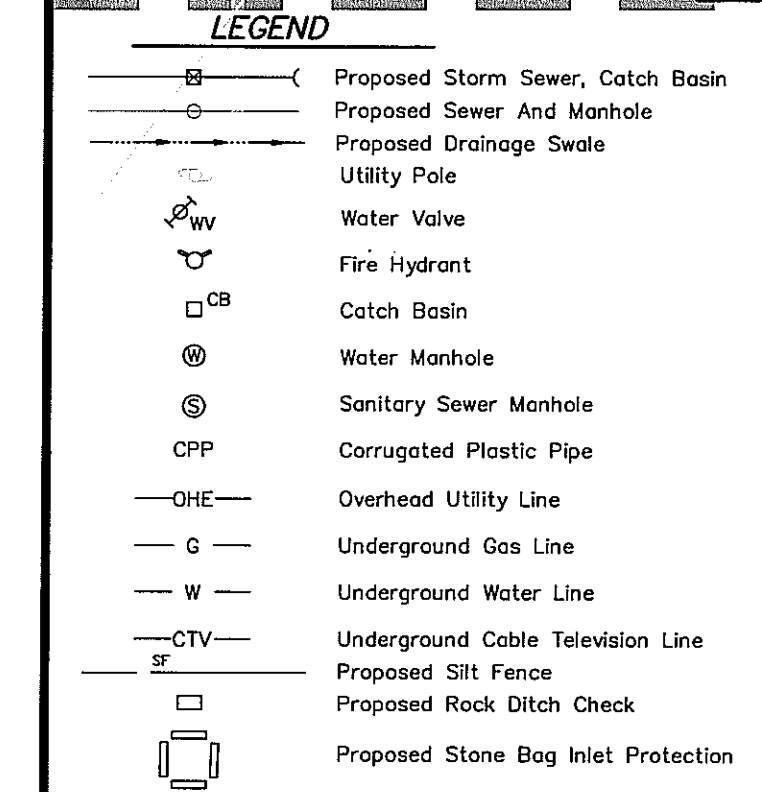 LEGEND
Proposed Storm Sewer, Catch Basin
Proposed Sewer And Manhole
Proposed Drainage Swale
Utility Pole
WV Water Valve
Fire Hydrant
CB Catch Basin
W Water Manhole
S Sanitary Sewer Manhole
CPP Corrugated Plastic Pipe
OHE Overhead Utility Line
G Underground Gas Line
W Underground Water Line
CTV Underground Cable Television Line
SF Proposed Silt Fence
Proposed Rock Ditch Check
Proposed Stone Bag Inlet Protection